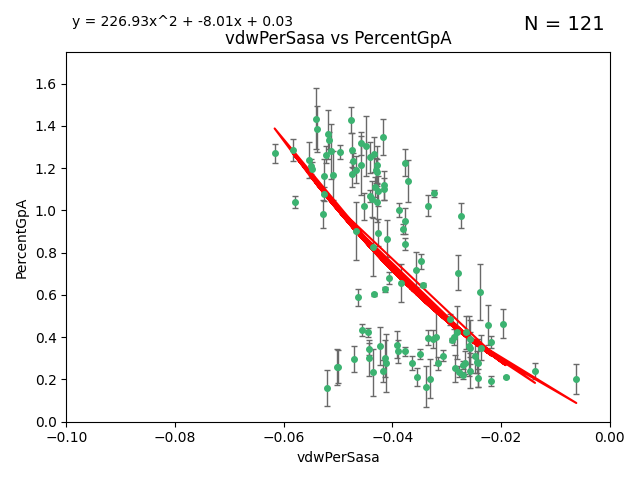 y = 226.93x^2 + -8.01x + 0.03
N = 121
vdwPerSasa vs PercentGpA
PercentGpA
1.6
1.4
1.2
1.0
0.8
0.6
0.4
0.2
0.0
−0.10 −0.08 −0.06 −0.04 −0.02 0.00
vdwPerSasa